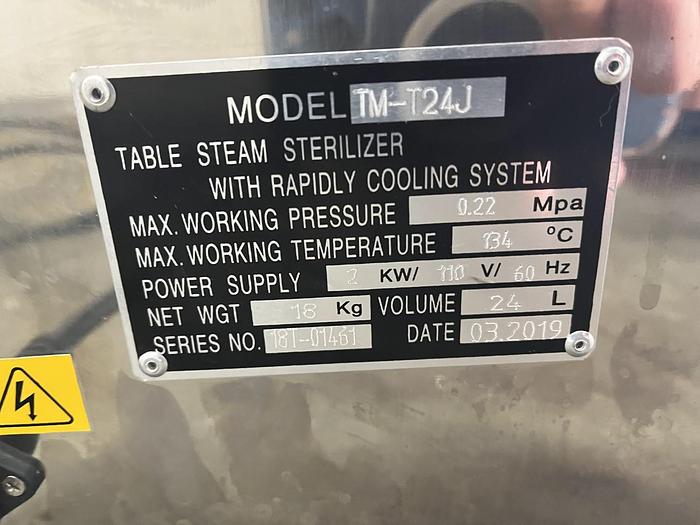 MODEL TM-T24J
TABLE STEAM STERILIZER
WITH RAPIDLY COOLING SYSTEM
MAX. WORKING PRESSURE 0.22 Mpa
MAX. WORKING TEMPERATURE 134 °C
POWER SUPPLY 2 KW/ 110 V/ 60 Hz
NET WGT 18 Kg VOLUME 24 L
SERIES NO. 18T-01461 DATE 03.2019